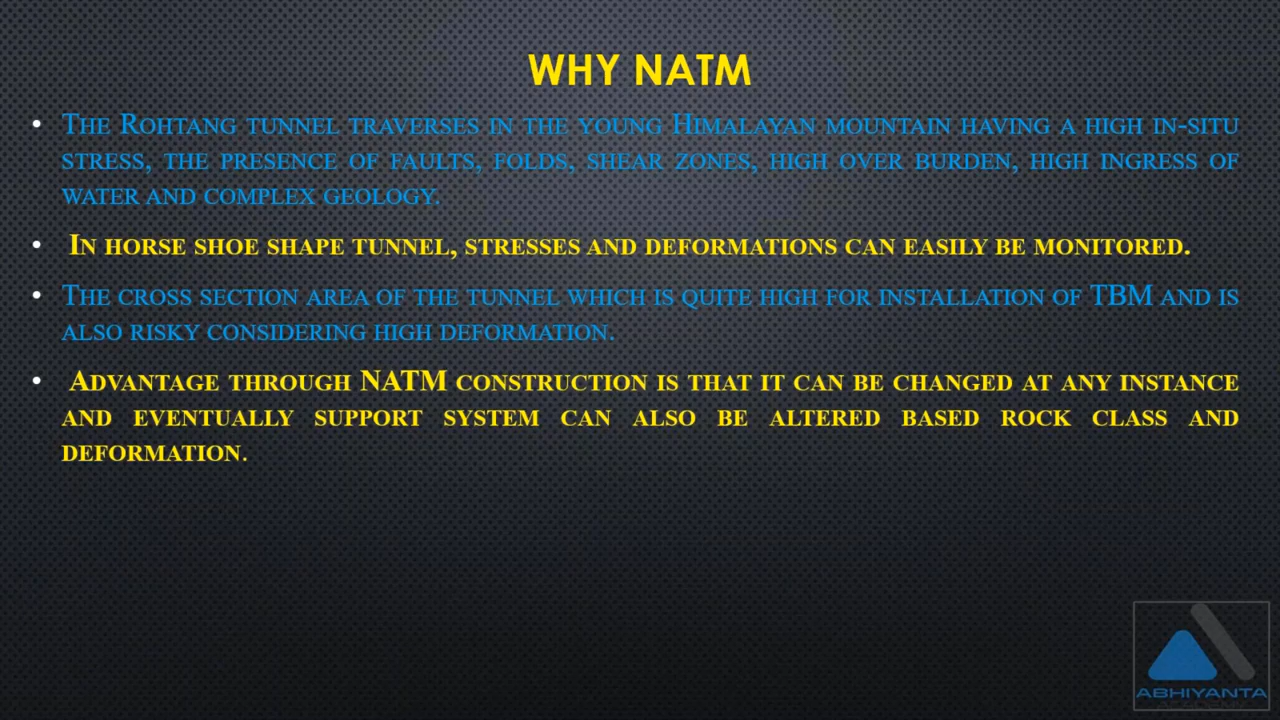 WHY NATM
• The Rohtang tunnel traverses in the young Himalayan mountain having a high in-situ
stress, the presence of faults, folds, shear zones, high over burden, high ingress of
water and complex geology.
• In horse shoe shape tunnel, stresses and deformations can easily be monitored.
• The cross section area of the tunnel which is quite high for installation of TBM and is
also risky considering high deformation.
• Advantage through NATM construction is that it can be changed at any instance
and eventually support system can also be altered based rock class and
deformation.
ABHIYANTA
ACADEMY